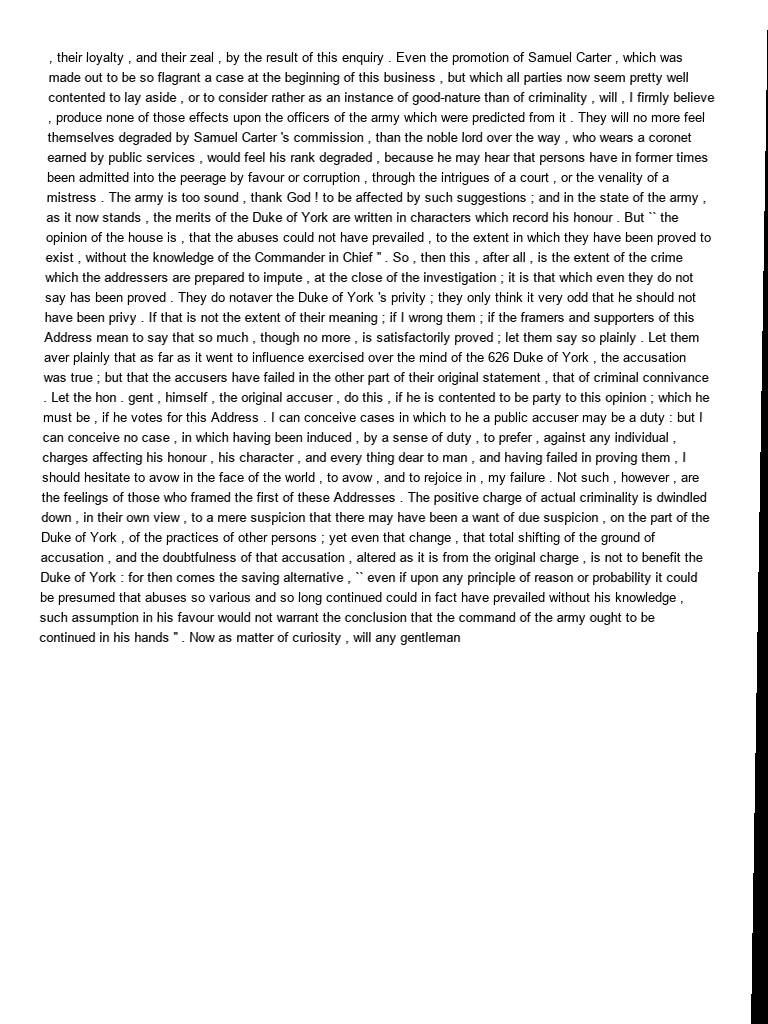 , their loyalty , and their zeal , by the result of this enquiry . Even the promotion of Samuel Carter , which was
made out to be so flagrant a case at the beginning of this business , but which all parties now seem pretty well
contented to lay aside , or to consider rather as an instance of good-nature than of criminality , will , I firmly believe
, produce none of those effects upon the officers of the army which were predicted from it . They will no more feel
themselves degraded by Samuel Carter 's commission , than the noble lord over the way , who wears a coronet
earned by public services , would feel his rank degraded , because he may hear that persons have in former times
been admitted into the peerage by favour or corruption , through the intrigues of a court , or the venality of a
mistress . The army is too sound , thank God ! to be affected by such suggestions ; and in the state of the army ,
as it now stands , the merits of the Duke of York are written in characters which record his honour . But `` the
opinion of the house is , that the abuses could not have prevailed , to the extent in which they have been proved to
exist , without the knowledge of the Commander in Chief '' . So , then this , after all , is the extent of the crime
which the addressers are prepared to impute , at the close of the investigation ; it is that which even they do not
say has been proved . They do notaver the Duke of York 's privity ; they only think it very odd that he should not
have been privy . If that is not the extent of their meaning ; if I wrong them ; if the framers and supporters of this
Address mean to say that so much , though no more , is satisfactorily proved ; let them say so plainly . Let them
aver plainly that as far as it went to influence exercised over the mind of the 626 Duke of York , the accusation
was true ; but that the accusers have failed in the other part of their original statement , that of criminal connivance
. Let the hon . gent , himself , the original accuser , do this , if he is contented to be party to this opinion ; which he
must be , if he votes for this Address . I can conceive cases in which to he a public accuser may be a duty : but I
can conceive no case , in which having been induced , by a sense of duty , to prefer , against any individual ,
charges affecting his honour , his character , and every thing dear to man , and having failed in proving them , I
should hesitate to avow in the face of the world , to avow , and to rejoice in , my failure . Not such , however , are
the feelings of those who framed the first of these Addresses . The positive charge of actual criminality is dwindled
down , in their own view , to a mere suspicion that there may have been a want of due suspicion , on the part of the
Duke of York , of the practices of other persons ; yet even that change , that total shifting of the ground of
accusation , and the doubtfulness of that accusation , altered as it is from the original charge , is not to benefit the
Duke of York : for then comes the saving alternative , `` even if upon any principle of reason or probability it could
be presumed that abuses so various and so long continued could in fact have prevailed without his knowledge ,
such assumption in his favour would not warrant the conclusion that the command of the army ought to be
continued in his hands '' . Now as matter of curiosity , will any gentleman